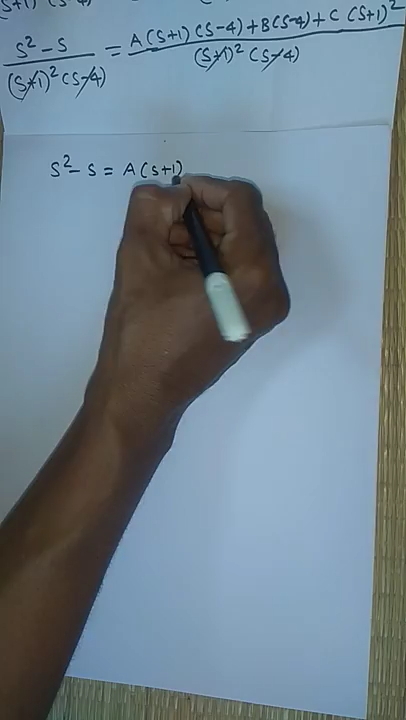 S² - S / (S+1)² (S-4) = A(S+1)(S-4) + B(S-4) + C(S+1)² / (S+1)² (S-4)
S² - S = A(S+1)